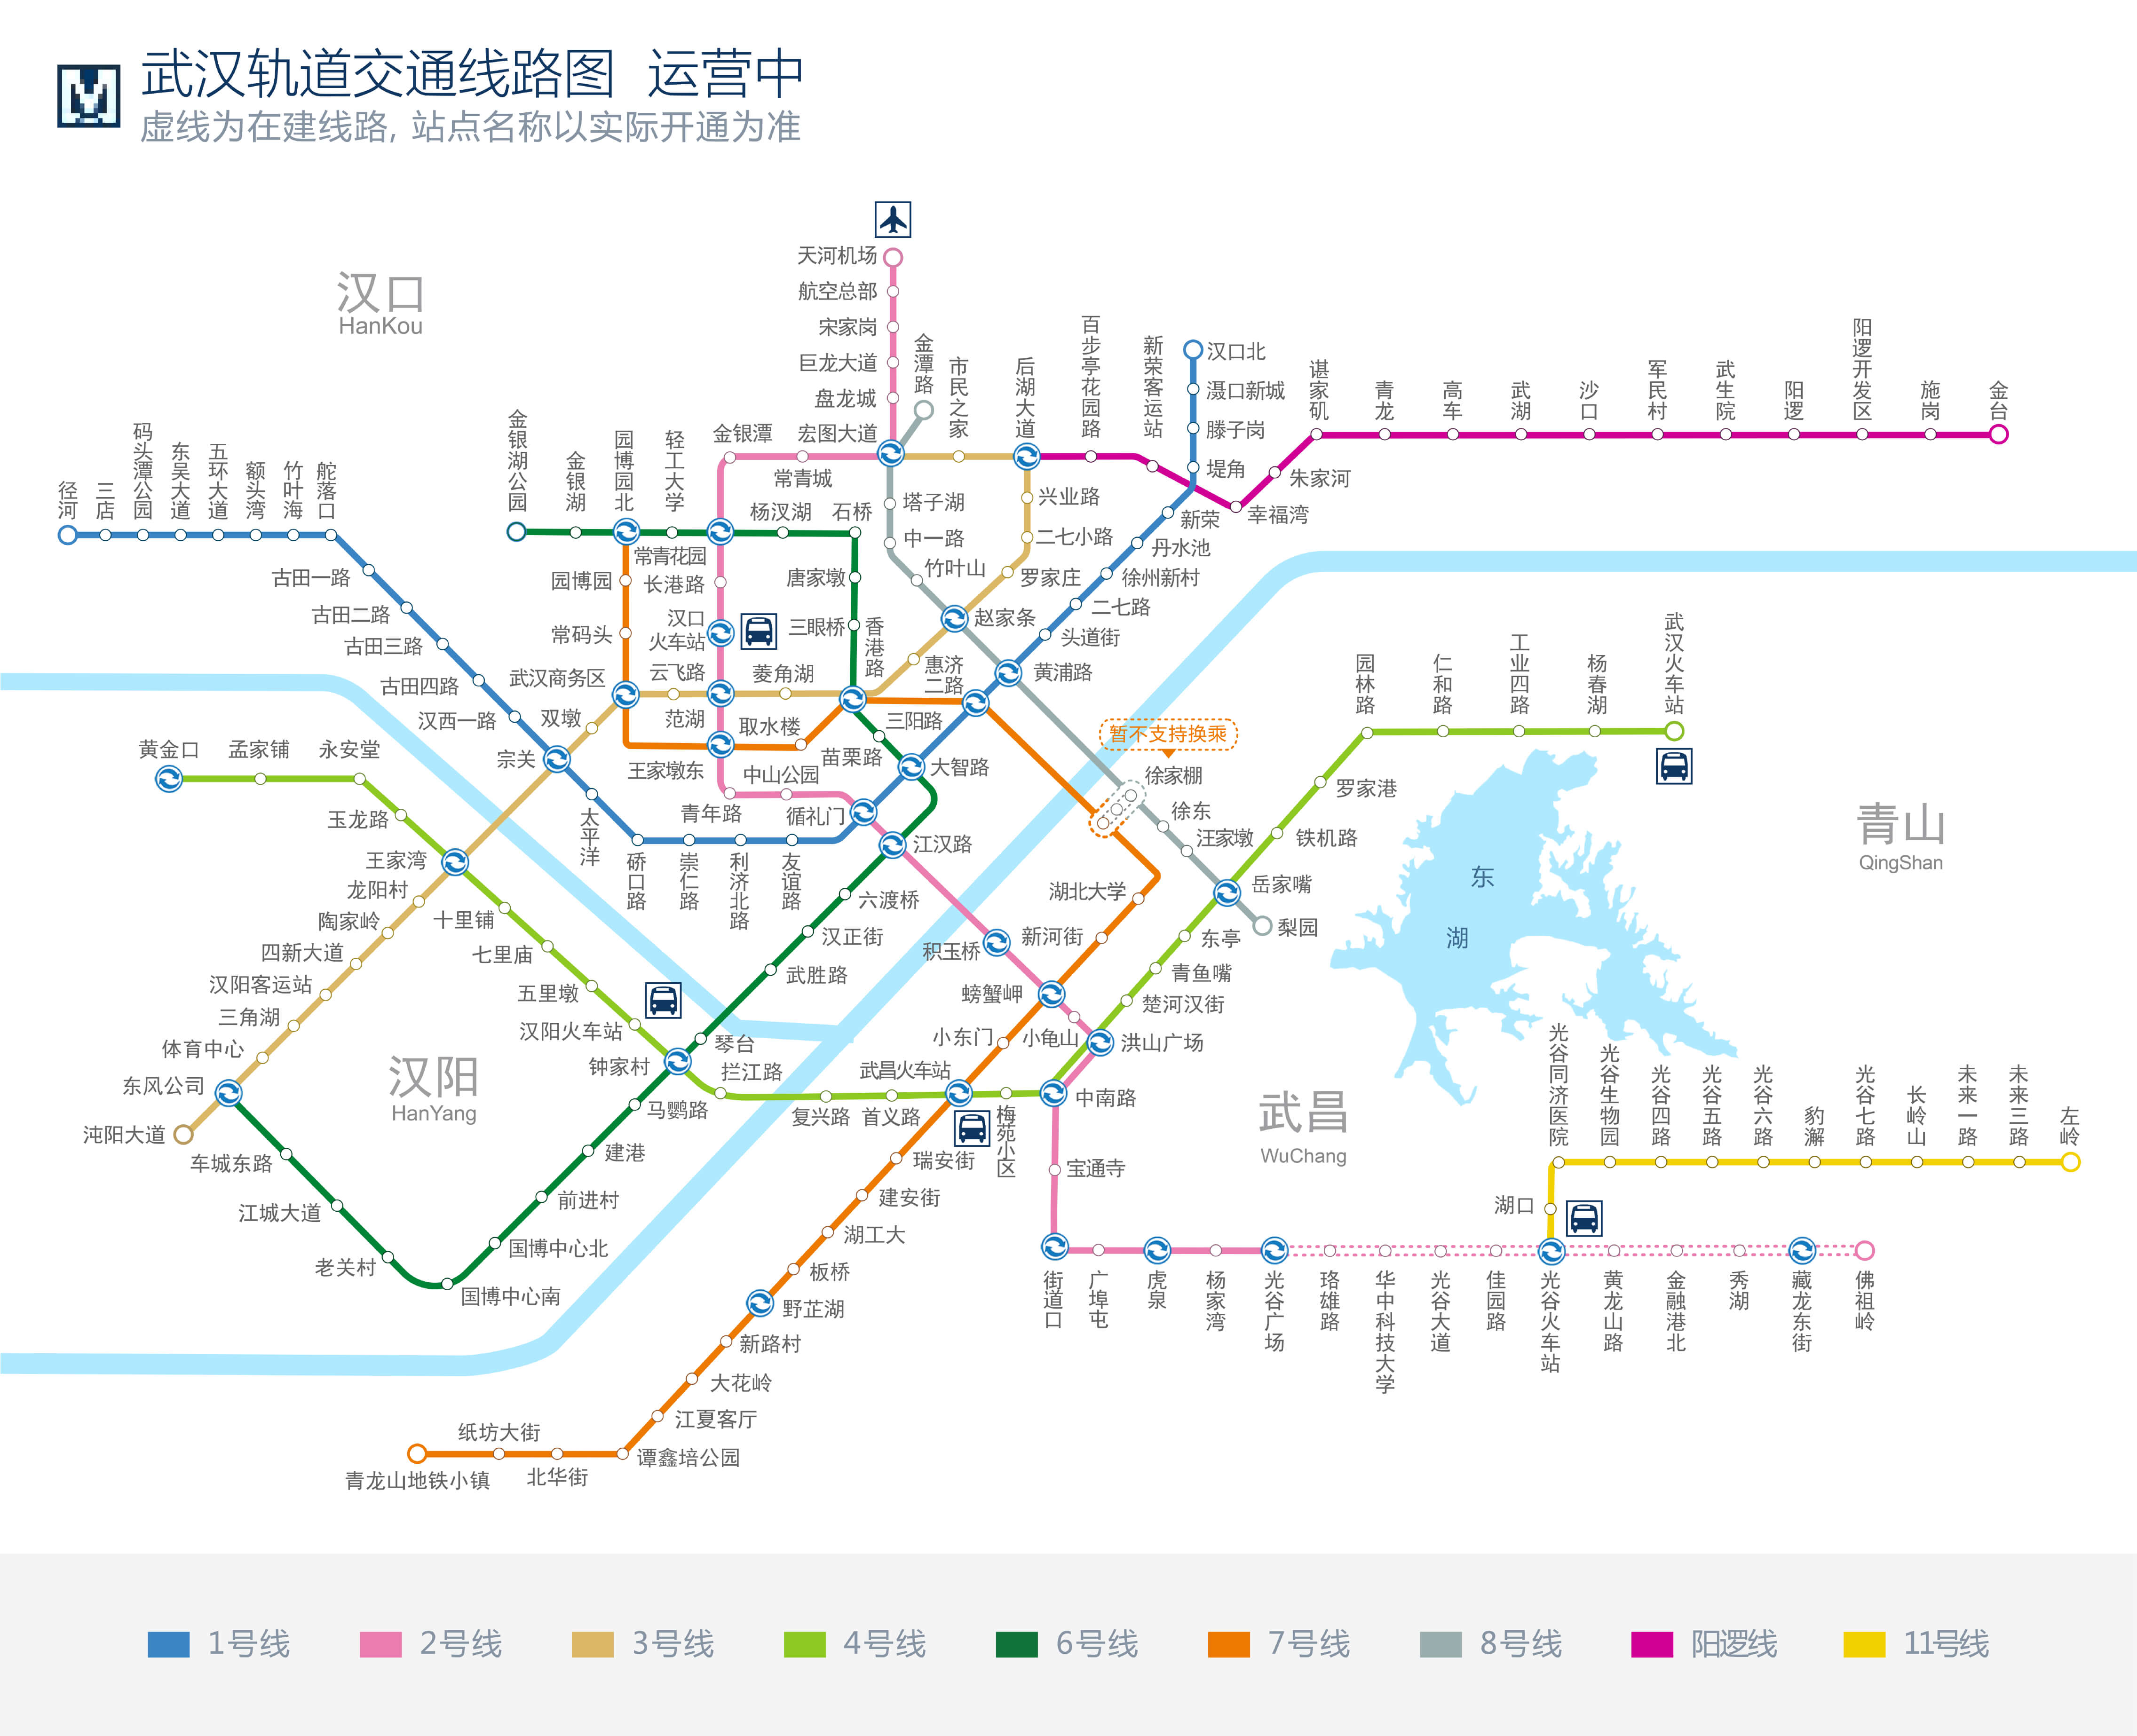 武汉轨道交通线路图 运营中
虚线为在建线路, 站点名称以实际开通为准
汉口
HanKou
天河机场
航空总部
宋家岗
巨龙大道
盘龙城
宏图大道
金潭路
市民之家
后湖大道
百步亭花园路
新荣客运站
汉口北
滠口新城
滕子岗
堤角
谌家矶
青龙
高车
武湖
沙口
军民村
武生院
阳逻
阳逻开发区
施岗
金台
朱家河
幸福湾
径河
三店
码头潭公园
东吴大道
五环大道
额头湾
竹叶海
舵落口
金银湖公园
金银湖
园博园北
轻工大学
金银潭
常青城
杨汊湖
石桥
塔子湖
中一路
竹叶山
兴业路
二七小路
罗家庄
新荣
丹水池
徐州新村
二七路
头道街
黄浦路
赵家条
常青花园
园博园
长港路
唐家墩
常码头
汉口
火车站
三眼桥
香港路
惠济
二路
古田一路
古田二路
古田三路
古田四路
汉西一路
武汉商务区
云飞路
菱角湖
双墩
范湖
取水楼
三阳路
苗栗路
大智路
宗关
王家墩东
中山公园
青年路
循礼门
江汉路
太平洋
硚口路
崇仁路
利济北路
友谊路
暂不支持换乘
徐家棚
徐东
汪家墩
岳家嘴
梨园
园林路
仁和路
工业四路
杨春湖
武汉火车站
罗家港
铁机路
东湖
青山
QingShan
黄金口
孟家铺
永安堂
玉龙路
王家湾
龙阳村
陶家岭
四新大道
汉阳客运站
三角湖
体育中心
东风公司
沌阳大道
十里铺
七里庙
五里墩
汉阳火车站
钟家村
六渡桥
汉正街
武胜路
琴台
拦江路
马鹦路
建港
前进村
国博中心北
国博中心南
老关村
江城大道
车城东路
汉阳
HanYang
湖北大学
新河街
积玉桥
螃蟹岬
小东门
小龟山
洪山广场
东亭
青鱼嘴
楚河汉街
武昌火车站
复兴路
首义路
梅苑小区
中南路
宝通寺
武昌
WuChang
瑞安街
建安街
湖工大
板桥
野芷湖
新路村
大花岭
江夏客厅
谭鑫培公园
北华街
纸坊大街
青龙山地铁小镇
街道口
广埠屯
虎泉
杨家湾
光谷广场
珞雄路
华中科技大学
光谷大道
佳园路
光谷火车站
黄龙山路
金融港北
秀湖
藏龙东街
佛祖岭
湖口
光谷同济医院
光谷生物园
光谷四路
光谷五路
光谷六路
豹澥
光谷七路
长岭山
未来一路
未来三路
左岭
1号线
2号线
3号线
4号线
6号线
7号线
8号线
阳逻线
11号线